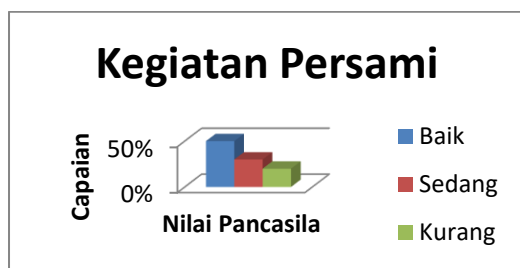 Kegiatan Persami
Capaian
50%
0%
Nilai Pancasila
Baik
Sedang
Kurang